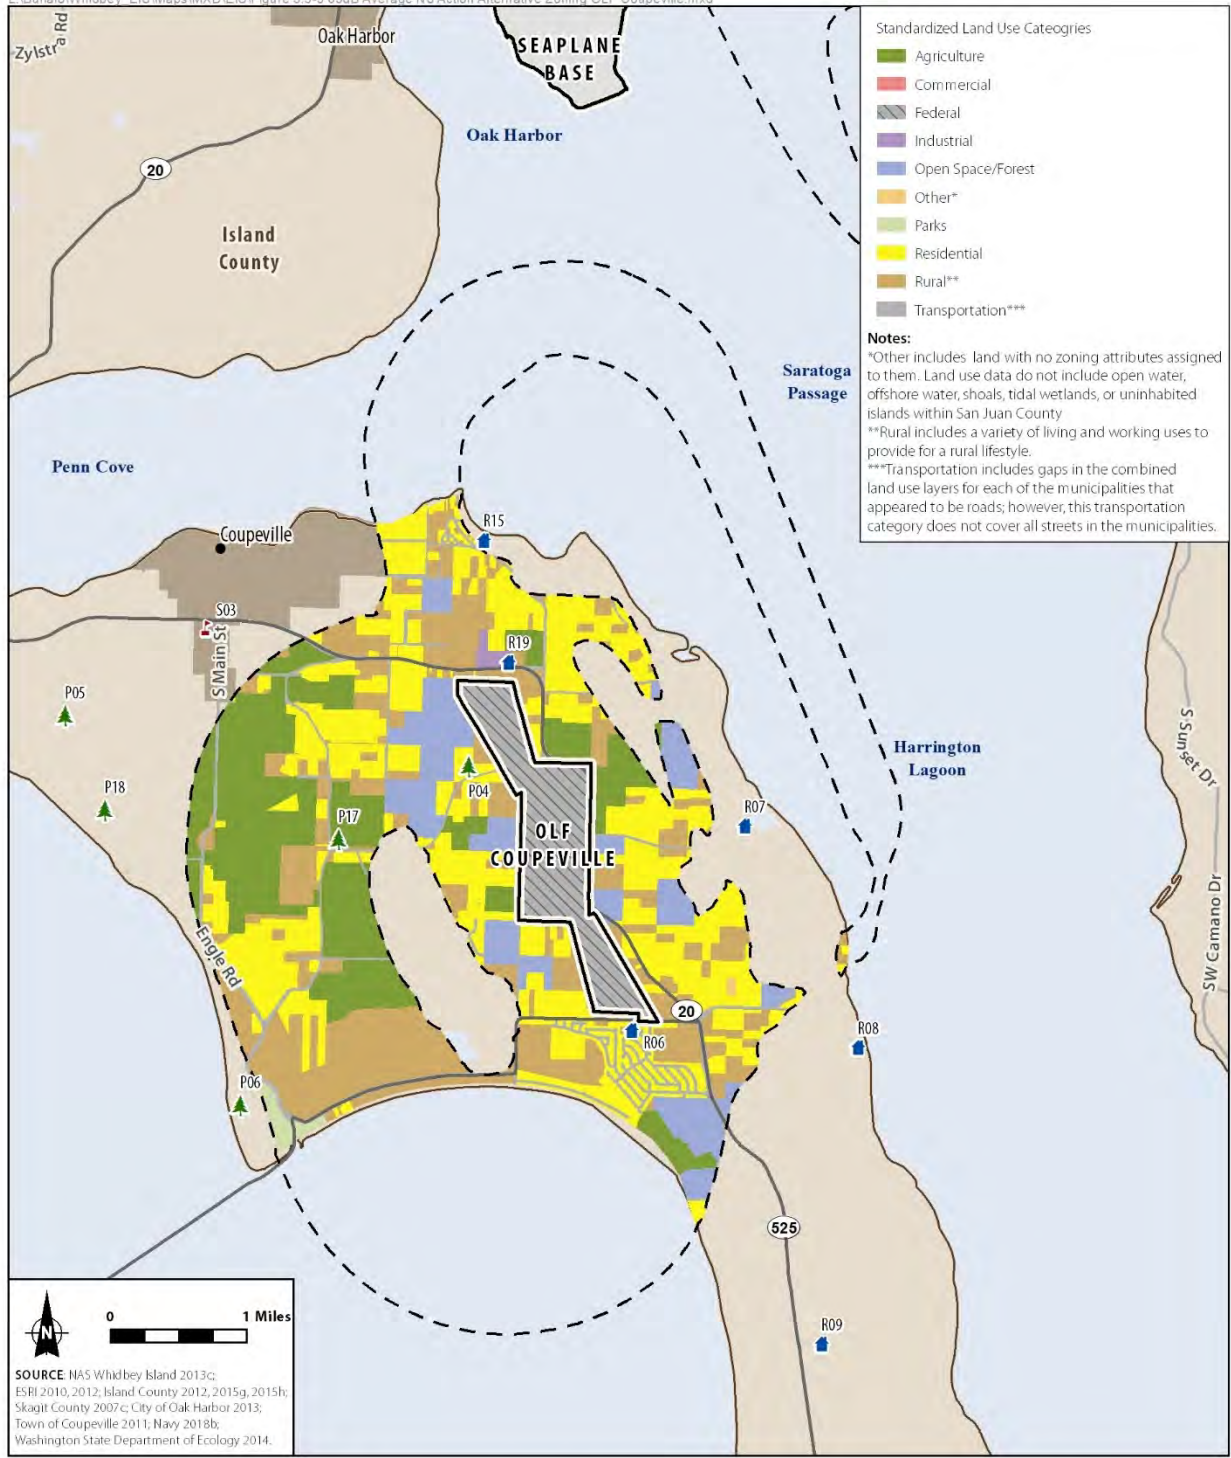 Zylstra Rd
Oak Harbor
SEAPLANE
BASE
Oak Harbor
20
Island
County
Saratoga
Passage
Penn Cove
Coupeville
R15
S03
S Main St
R19
P05
P04
P18
P17
OLF
COUPEVILLE
R07
Harrington
Lagoon
S Sunset Dr
SW Camano Dr
Engle Rd
20
R06
R08
P06
525
R09
Standardized Land Use Cateogries
Agriculture
Commercial
Federal
Industrial
Open Space/Forest
Other*
Parks
Residential
Rural**
Transportation***
Notes:
*Other includes land with no zoning attributes assigned
to them. Land use data do not include open water,
offshore water, shoals, tidal wetlands, or uninhabited
islands within San Juan County
**Rural includes a variety of living and working uses to
provide for a rural lifestyle.
***Transportation includes gaps in the combined
land use layers for each of the municipalities that
appeared to be roads; however, this transportation
category does not cover all streets in the municipalities.
N
0 1 Miles
SOURCE: NAS Whidbey Island 2013c;
ESRI 2010, 2012; Island County 2012, 2015g, 2015h;
Skagit County 2007c; City of Oak Harbor 2013;
Town of Coupeville 2011; Navy 2018b;
Washington State Department of Ecology 2014.